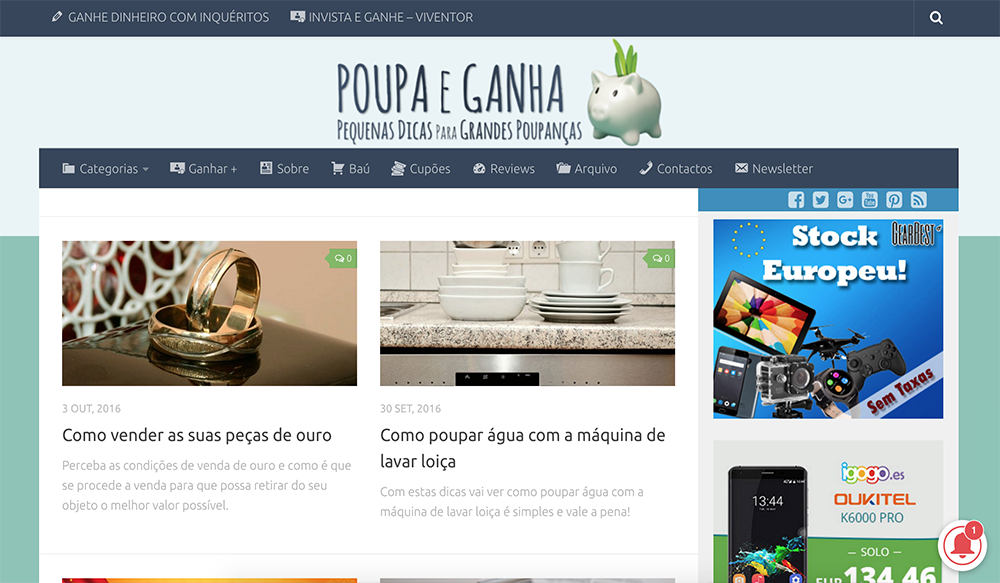 GANHE DINHEIRO COM INQUÉRITOS
INVISTA E GANHE – VIVENTOR
POUPA E GANHA
PEQUENAS DICAS PARA GRANDES POUPANÇAS
Categorias
Ganhar +
Sobre
Baú
Cupões
Reviews
Arquivo
Contactos
Newsletter
0
0
3 OUT, 2016
Como vender as suas peças de ouro
Perceba as condições de venda de ouro e como é que
se procede a venda para que possa retirar do seu
objeto o melhor valor possível.
30 SET, 2016
Como poupar água com a máquina de
lavar loiça
Com estas dicas vai ver como poupar água com a
máquina de lavar loiça é simples e vale a pena!
Stock
GEARBEST
Europeu!
Sem Taxas
igogo.es
OUKITEL
K6000 PRO
13:44
— SOLO —
EUR 134.46
1